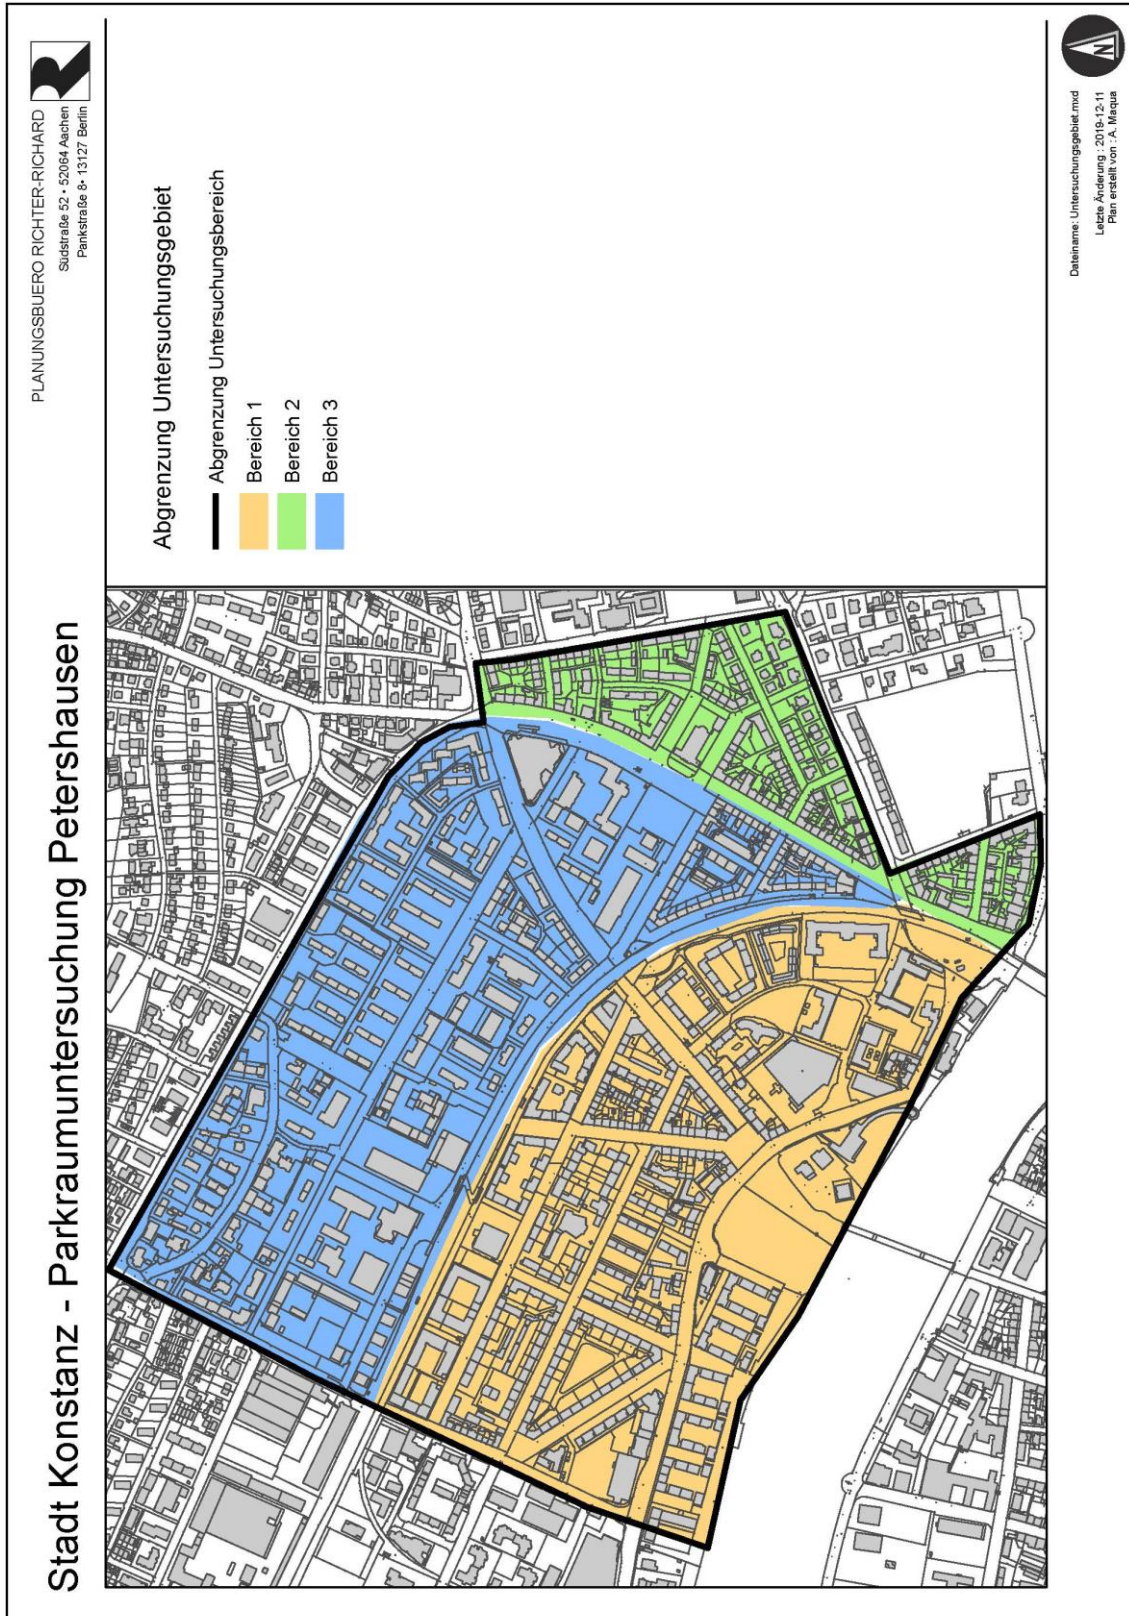 Stadt Konstanz - Parkraumuntersuchung Petershausen
PLANUNGSBUERO RICHTER-RICHARD
Südstraße 52 • 52064 Aachen
Pankstraße 8 • 13127 Berlin
R
Abgrenzung Untersuchungsgebiet
Abgrenzung Untersuchungsbereich
Bereich 1
Bereich 2
Bereich 3
Dateiname: Untersuchungsgebiet.mxd
Letzte Änderung : 2019-12-11
Plan erstellt von : A. Maqua
N